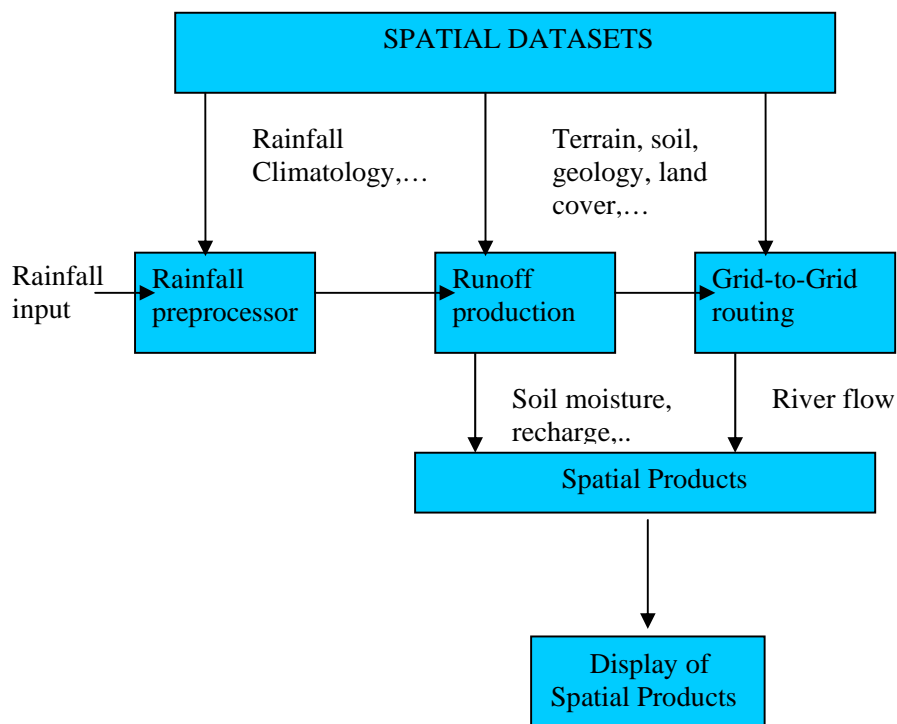 SPATIAL DATASETS
Rainfall
Climatology,…
Terrain, soil,
geology, land
cover,…
Rainfall
input
Rainfall
preprocessor
Runoff
production
Grid-to-Grid
routing
Soil moisture,
recharge,..
River flow
Spatial Products
Display of
Spatial Products